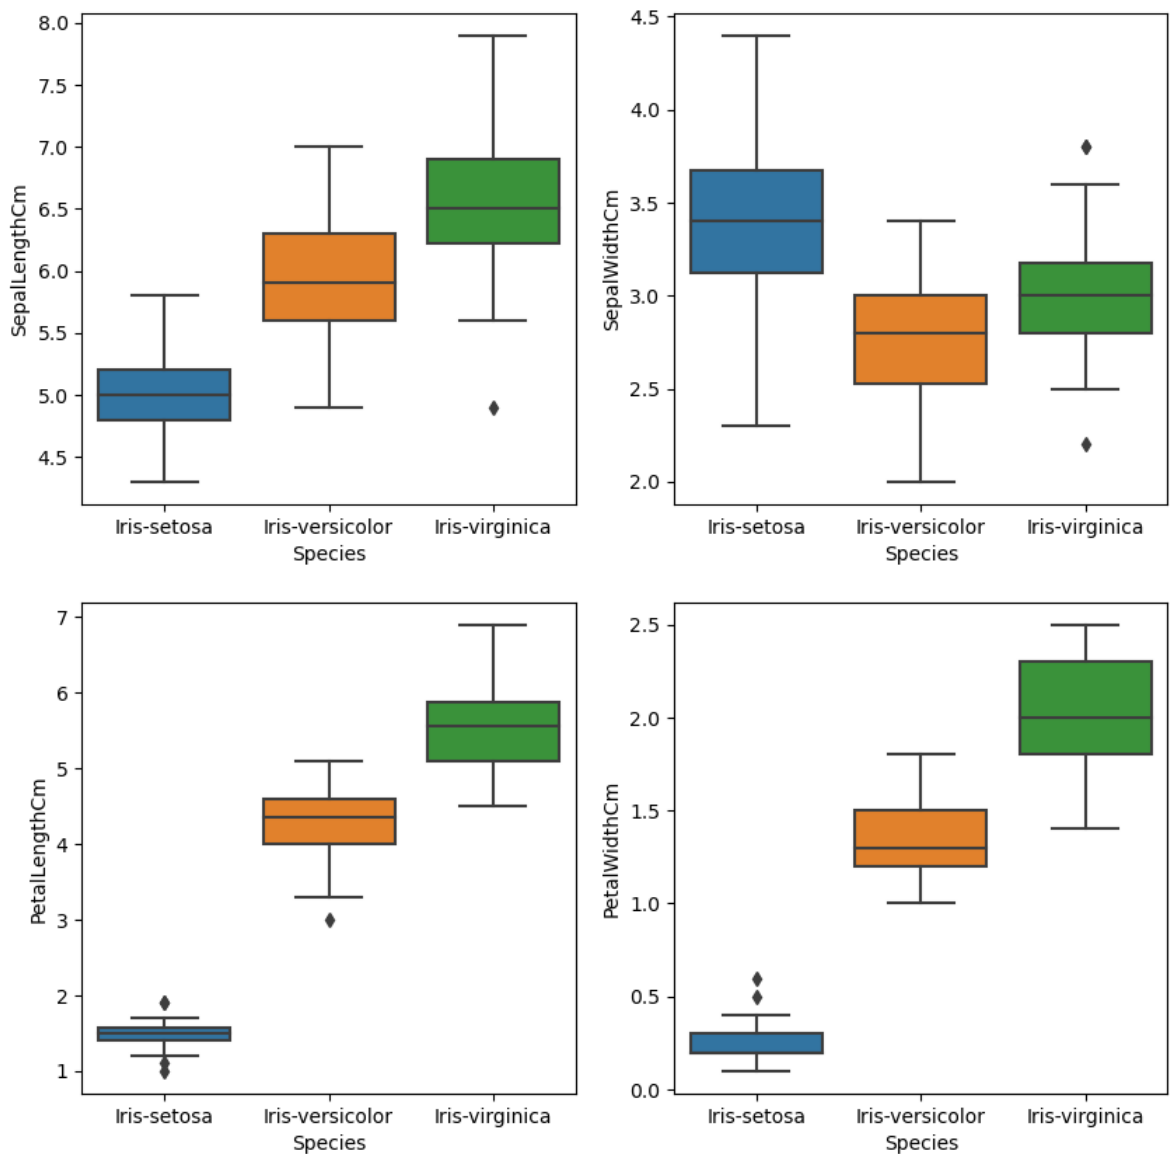 SepalLengthCm
8.0
7.5
7.0
6.5
6.0
5.5
5.0
4.5
Iris-setosa Iris-versicolor Iris-virginica
Species
SepalWidthCm
4.5
4.0
3.5
3.0
2.5
2.0
Iris-setosa Iris-versicolor Iris-virginica
Species
PetalLengthCm
7
6
5
4
3
2
1
Iris-setosa Iris-versicolor Iris-virginica
Species
PetalWidthCm
2.5
2.0
1.5
1.0
0.5
0.0
Iris-setosa Iris-versicolor Iris-virginica
Species